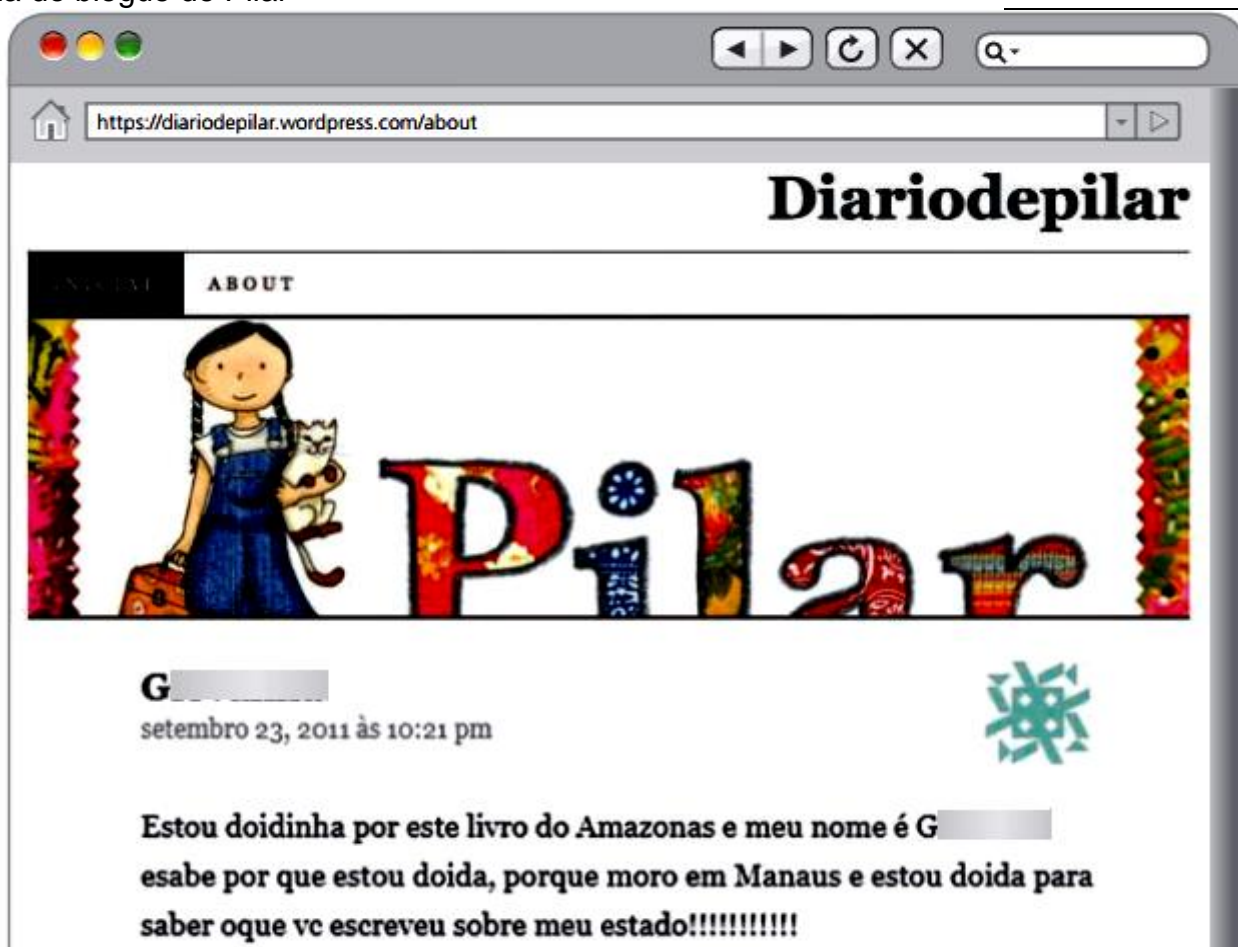 do blogue de Pilar
https://diariodepilar.wordpress.com/about
Diariodepilar
ABOUT
Pilar
G
setembro 23, 2011 às 10:21 pm
Estou doidinha por este livro do Amazonas e meu nome é G
esabe por que estou doida, porque moro em Manaus e estou doida para
saber oque vc escreveu sobre meu estado!!!!!!!!!!!